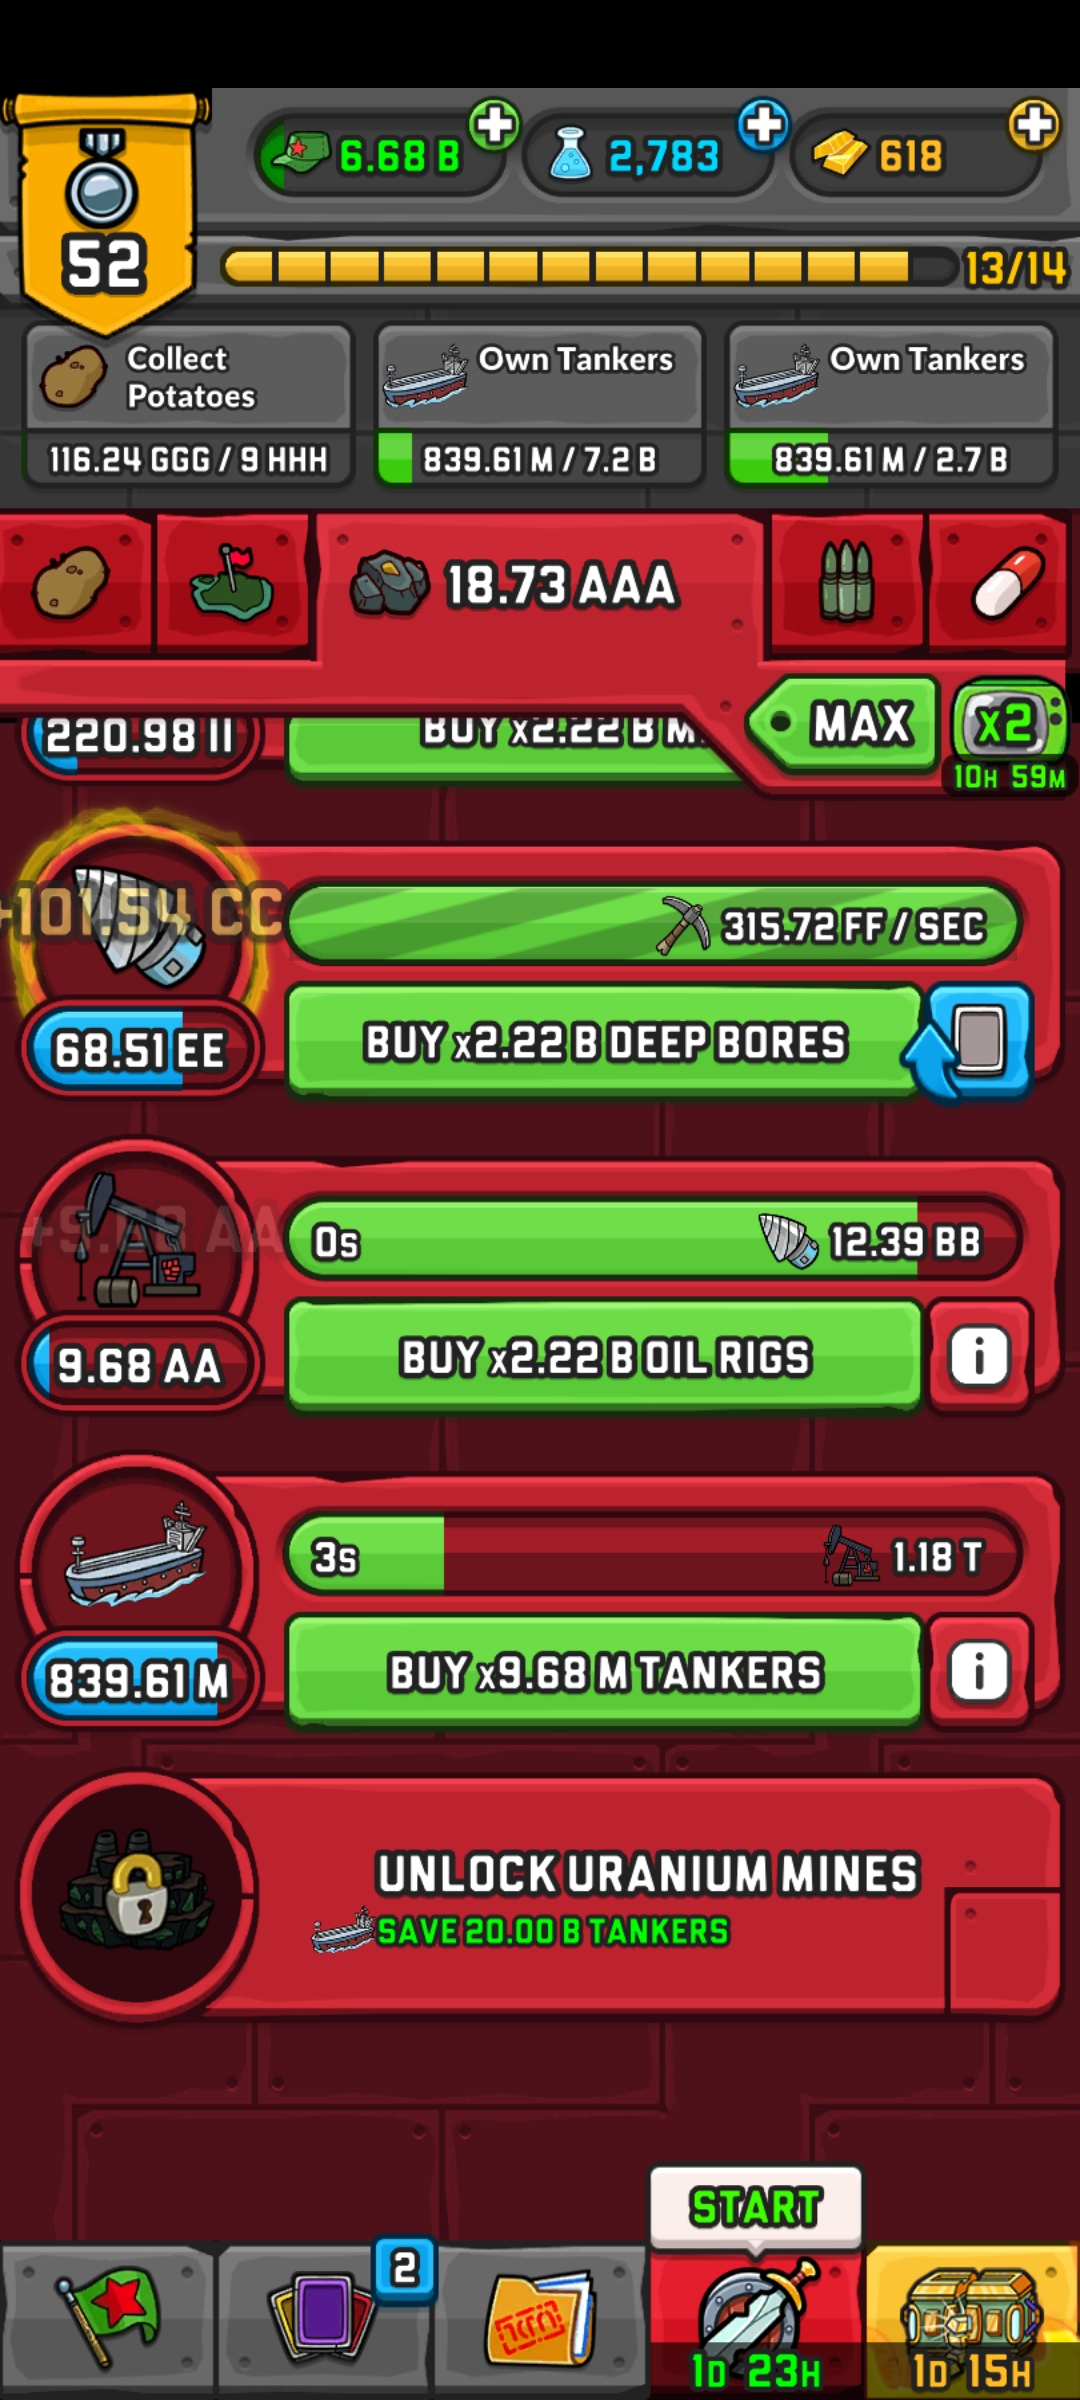 6.68 B
2,783
618
52
13/14
Collect
Potatoes
116.24 GGG / 9 HHH
Own Tankers
839.61 M / 7.2 B
Own Tankers
839.61 M / 2.7 B
18.73 AAA
MAX
x2
10H 59M
220.98 II
BUY x2.22 B M
+101.54 CC
315.72 FF / SEC
68.51 EE
BUY x2.22 B DEEP BORES
+9.68 AA
0s
12.39 BB
9.68 AA
BUY x2.22 B OIL RIGS
i
3s
1.18 T
839.61 M
BUY x9.68 M TANKERS
i
UNLOCK URANIUM MINES
SAVE 20.00 B TANKERS
START
2
1D 23H
1D 15H